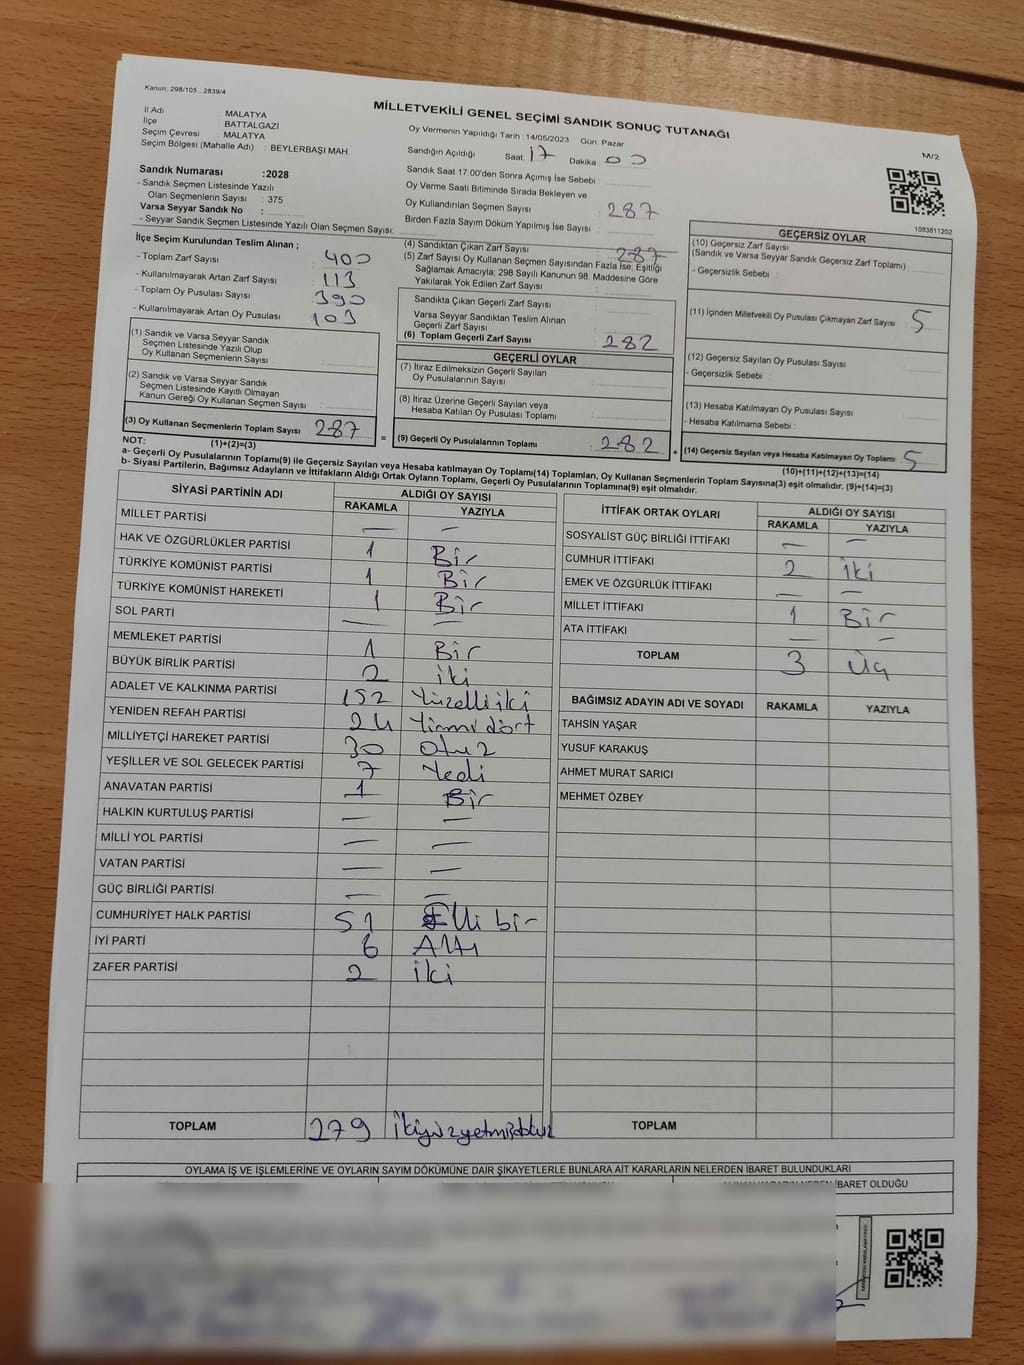 Kanun: 298/105 , 2839/4
MİLLETVEKİLİ GENEL SEÇİMİ SANDIK SONUÇ TUTANAĞI
M/2
İl Adı : MALATYA
İlçe : BATTALGAZİ
Seçim Çevresi : MALATYA
Seçim Bölgesi (Mahalle Adı) : BEYLERBAŞI MAH.
Oy Vermenin Yapıldığı Tarih :14/05/2023 Gün: Pazar
Sandığın Açıldığı Saat : 17 Dakika : 00
Sandık Saat 17:00'den Sonra Açılmış İse Sebebi :
Oy Verme Saati Bitiminde Sırada Bekleyen ve
Oy Kullandırılan Seçmen Sayısı : 287
Birden Fazla Sayım Döküm Yapılmış İse Sayısı :
1083811202
Sandık Numarası :2028
- Sandık Seçmen Listesinde Yazılı
Olan Seçmenlerin Sayısı : 375
Varsa Seyyar Sandık No :
- Seyyar Sandık Seçmen Listesinde Yazılı Olan Seçmen Sayısı:
İlçe Seçim Kurulundan Teslim Alınan ;
- Toplam Zarf Sayısı : 400
- Kullanılmayarak Artan Zarf Sayısı : 113
- Toplam Oy Pusulası Sayısı : 390
- Kullanılmayarak Artan Oy Pusulası : 103
(1) Sandık ve Varsa Seyyar Sandık
Seçmen Listesinde Yazılı Olup
Oy Kullanan Seçmenlerin Sayısı :
(2) Sandık ve Varsa Seyyar Sandık
Seçmen Listesinde Kayıtlı Olmayan
Kanun Gereği Oy Kullanan Seçmen Sayısı :
(3) Oy Kullanan Seçmenlerin Toplam Sayısı 287
(1)+(2)=(3)
(4) Sandıktan Çıkan Zarf Sayısı : 287
(5) Zarf Sayısı Oy Kullanan Seçmen Sayısından Fazla İse, Eşitliği
Sağlamak Amacıyla; 298 Sayılı Kanunun 98. Maddesine Göre
Yakılarak Yok Edilen Zarf Sayısı :
Sandıkta Çıkan Geçerli Zarf Sayısı :
Varsa Seyyar Sandıktan Teslim Alınan
Geçerli Zarf Sayısı :
(6) Toplam Geçerli Zarf Sayısı : 282
GEÇERLİ OYLAR
(7) İtiraz Edilmeksizin Geçerli Sayılan
Oy Pusulalarının Sayısı :
(8) İtiraz Üzerine Geçerli Sayılan veya
Hesaba Katılan Oy Pusulası Toplamı :
= (9) Geçerli Oy Pusulalarının Toplamı : 282
GEÇERSİZ OYLAR
(10) Geçersiz Zarf Sayısı
(Sandık ve Varsa Seyyar Sandık Geçersiz Zarf Toplamı)
- Geçersizlik Sebebi :
(11) İçinden Milletvekili Oy Pusulası Çıkmayan Zarf Sayısı : 5
(12) Geçersiz Sayılan Oy Pusulası Sayısı :
- Geçersizlik Sebebi :
(13) Hesaba Katılmayan Oy Pusulası Sayısı :
- Hesaba Katılmama Sebebi :
+ (14) Geçersiz Sayılan veya Hesaba Katılmayan Oy Toplamı : 5
(10)+(11)+(12)+(13)=(14)
NOT:
a- Geçerli Oy Pusulalarının Toplamı(9) ile Geçersiz Sayılan veya Hesaba katılmayan Oy Toplamı(14) Toplamları, Oy Kullanan Seçmenlerin Toplam Sayısına(3) eşit olmalıdır. (9)+(14)=(3)
b- Siyasi Partilerin, Bağımsız Adayların ve İttifakların Aldığı Ortak Oyların Toplamı, Geçerli Oy Pusulalarının Toplamına(9) eşit olmalıdır.
SİYASİ PARTİNİN ADI ALDIĞI OY SAYISI
RAKAMLA YAZIYLA
MİLLET PARTİSİ — —
HAK VE ÖZGÜRLÜKLER PARTİSİ 1 Bir
TÜRKİYE KOMÜNİST PARTİSİ 1 Bir
TÜRKİYE KOMÜNİST HAREKETİ 1 Bir
SOL PARTİ — —
MEMLEKET PARTİSİ 1 Bir
BÜYÜK BİRLİK PARTİSİ 2 iki
ADALET VE KALKINMA PARTİSİ 152 Yüzelliiki
YENİDEN REFAH PARTİSİ 24 Yirmi dört
MİLLİYETÇİ HAREKET PARTİSİ 30 Otuz
YEŞİLLER VE SOL GELECEK PARTİSİ 7 Yedi
ANAVATAN PARTİSİ 1 Bir
HALKIN KURTULUŞ PARTİSİ — —
MİLLİ YOL PARTİSİ — —
VATAN PARTİSİ — —
GÜÇ BİRLİĞİ PARTİSİ — —
CUMHURİYET HALK PARTİSİ 51 Elli bir
İYİ PARTİ 6 Altı
ZAFER PARTİSİ 2 iki
TOPLAM 279 ikiyüzyetmişdokuz
İTTİFAK ORTAK OYLARI ALDIĞI OY SAYISI
RAKAMLA YAZIYLA
SOSYALİST GÜÇ BİRLİĞİ İTTİFAKI — —
CUMHUR İTTİFAKI 2 iki
EMEK VE ÖZGÜRLÜK İTTİFAKI — —
MİLLET İTTİFAKI 1 Bir
ATA İTTİFAKI — —
TOPLAM 3 Üç
BAĞIMSIZ ADAYIN ADI VE SOYADI RAKAMLA YAZIYLA
TAHSİN YAŞAR
YUSUF KARAKUŞ
AHMET MURAT SARICI
MEHMET ÖZBEY
TOPLAM
OYLAMA İŞ VE İŞLEMLERİNE VE OYLARIN SAYIM DÖKÜMÜNE DAİR ŞİKAYETLERLE BUNLARA AİT KARARLARIN NELERDEN İBARET BULUNDUKLARI
İBARET OLDUĞU